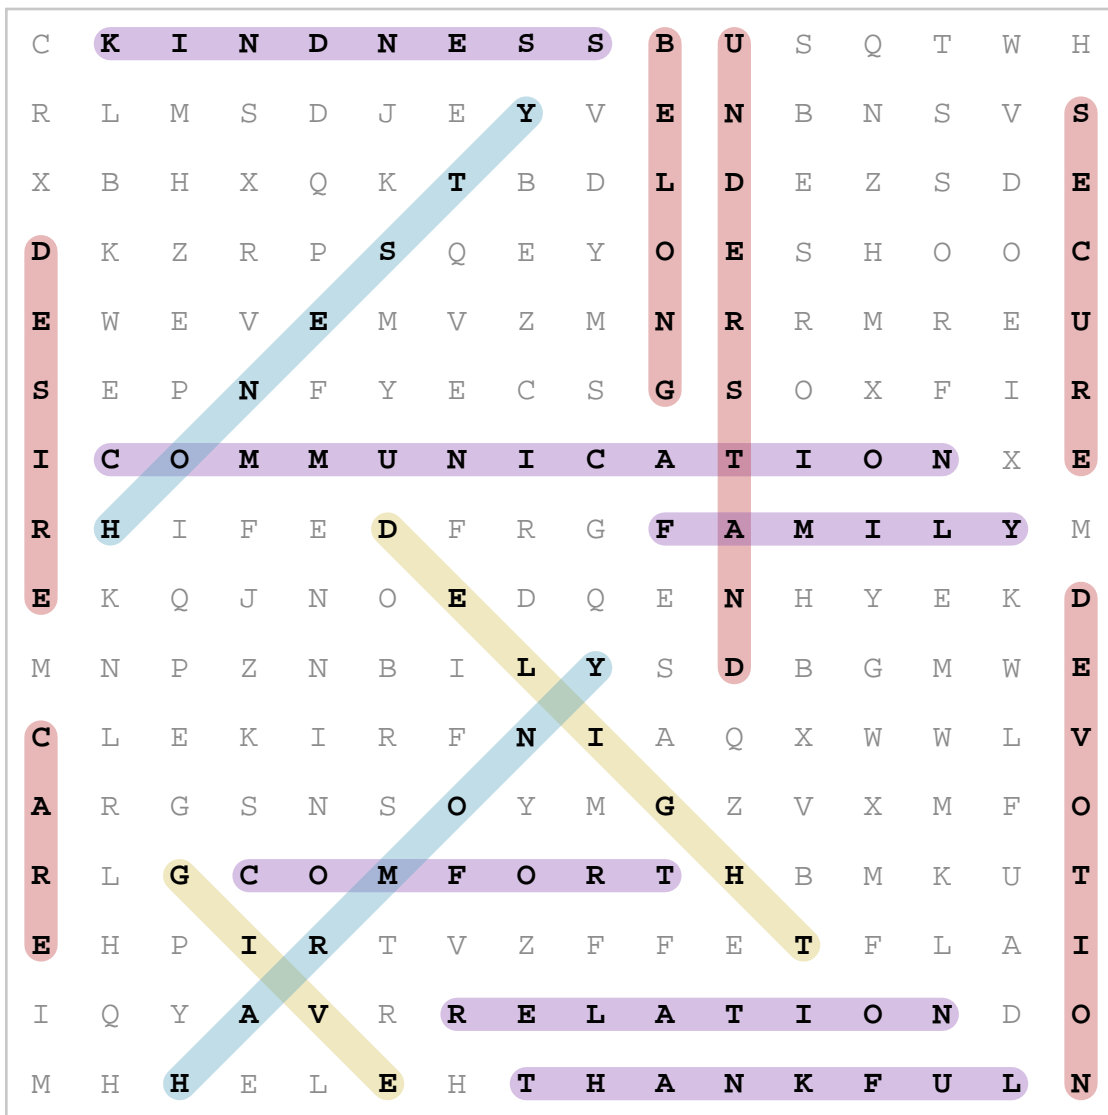 C K I N D N E S S B U S Q T W H
R L M S D J E Y V E N B N S V S
X B H X Q K T B D L D E Z S D E
D K Z R P S Q E Y O E S H O O C
E W E V E M V Z M N R R M R E U
S E P N F Y E C S G S O X F I R
I C O M M U N I C A T I O N X E
R H I F E D F R G F A M I L Y M
E K Q J N O E D Q E N H Y E K D
M N P Z N B I L Y S D B G M W E
C L E K I R F N I A Q X W W L V
A R G S N S O Y M G Z V X M F O
R L G C O M F O R T H B M K U T
E H P I R T V Z F F E T F L A I
I Q Y A V R R E L A T I O N D O
M H H E L E H T H A N K F U L N